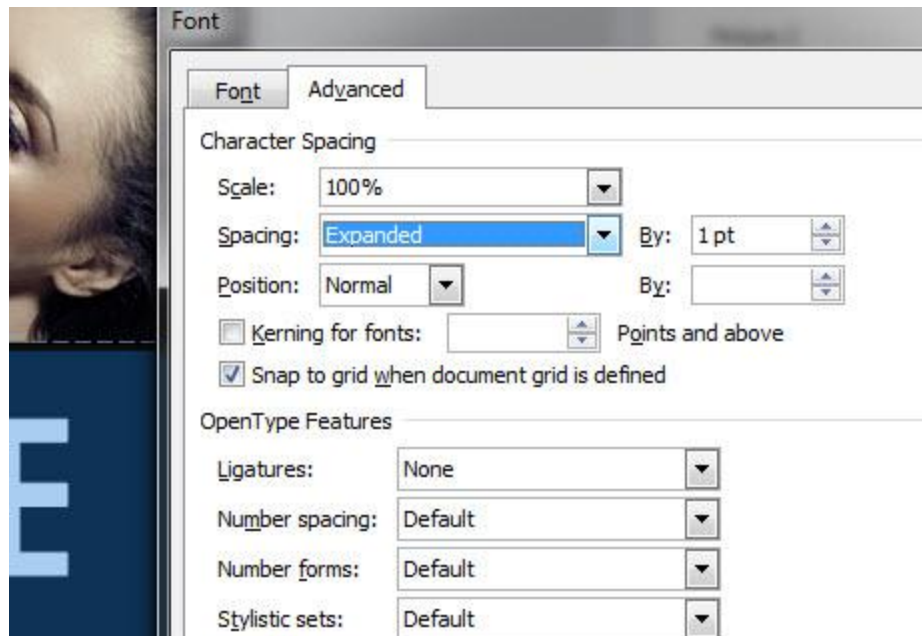 Font
Font Advanced
Character Spacing
Scale: 100%
Spacing: Expanded By: 1 pt
Position: Normal By:
Kerning for fonts: Points and above
Snap to grid when document grid is defined
OpenType Features
Ligatures: None
Number spacing: Default
Number forms: Default
Stylistic sets: Default
E